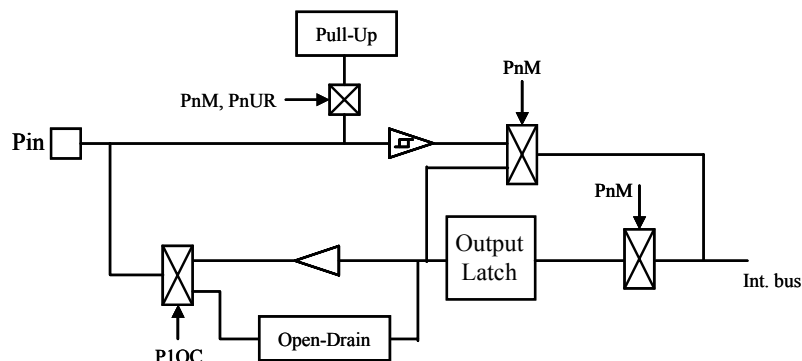 Pull-Up
PnM
PnM, PnUR
Pin
PnM
Output
Latch
Int. bus
Open-Drain
P1OC